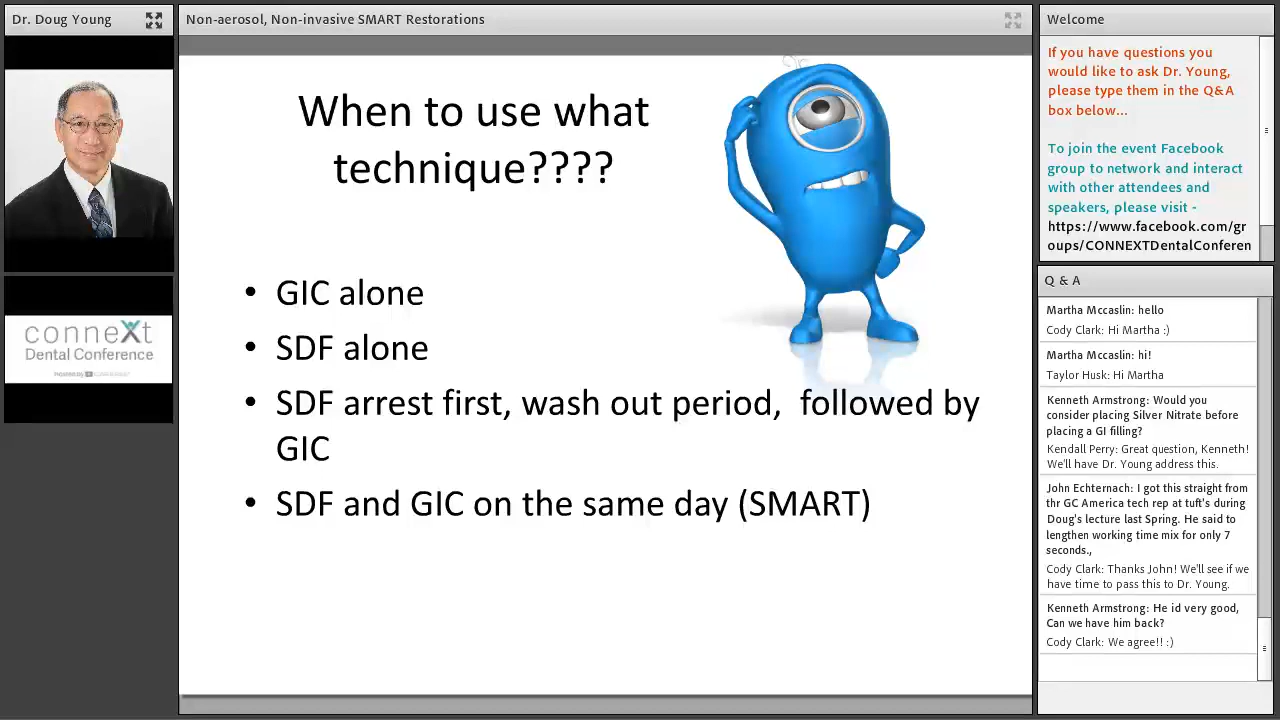 Dr. Doug Young
Non-aerosol, Non-invasive SMART Restorations
Welcome
conneXt
Dental Conference
When to use what
technique????
• GIC alone
• SDF alone
• SDF arrest first, wash out period,  followed by
GIC
• SDF and GIC on the same day (SMART)
If you have questions you
would like to ask Dr. Young,
please type them in the Q&A
box below...
To join the event Facebook
group to network and interact
with other attendees and
speakers, please visit -
https://www.facebook.com/gr
oups/CONNEXTDentalConferen
Q & A
Martha Mccaslin: hello
Cody Clark: Hi Martha :)
Martha Mccaslin: hi!
Taylor Husk: Hi Martha
Kenneth Armstrong: Would you
consider placing Silver Nitrate before
placing a GI filling?
Kendall Perry: Great question, Kenneth!
We'll have Dr. Young address this.
John Echternach: I got this straight from
thr GC America tech rep at tuft's during
Doug's lecture last Spring. He said to
lengthen working time mix for only 7
seconds.,
Cody Clark: Thanks John! We'll see if we
have time to pass this to Dr. Young.
Kenneth Armstrong: He id very good,
Can we have him back?
Cody Clark: We agree!! :)